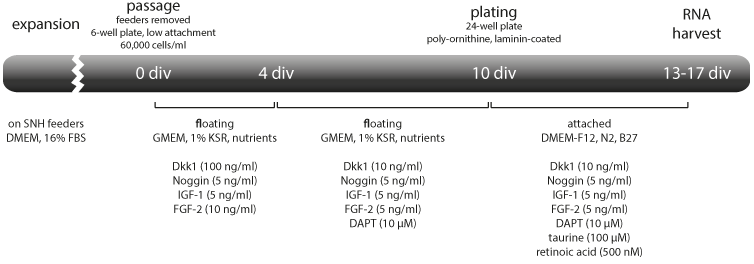 expansion
passage
feeders removed
6-well plate, low attachment
60,000 cells/ml
plating
24-well plate
poly-ornithine, laminin-coated
RNA
harvest
0 div
4 div
10 div
13-17 div
on SNH feeders
DMEM, 16% FBS
floating
GMEM, 1% KSR, nutrients
Dkk1 (100 ng/ml)
Noggin (5 ng/ml)
IGF-1 (5 ng/ml)
FGF-2 (10 ng/ml)
floating
GMEM, 1% KSR, nutrients
Dkk1 (10 ng/ml)
Noggin (5 ng/ml)
IGF-1 (5 ng/ml)
FGF-2 (5 ng/ml)
DAPT (10 µM)
attached
DMEM-F12, N2, B27
Dkk1 (10 ng/ml)
Noggin (5 ng/ml)
IGF-1 (5 ng/ml)
FGF-2 (5 ng/ml)
DAPT (10 µM)
taurine (100 µM)
retinoic acid (500 nM)